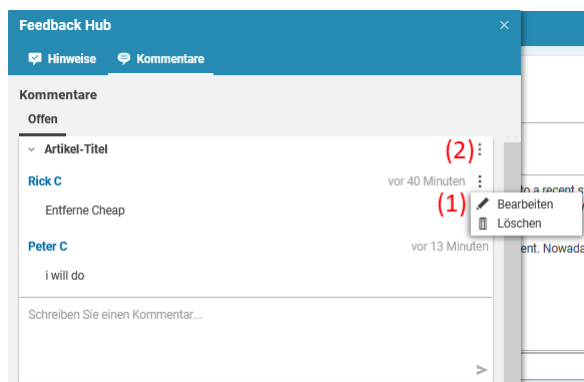 Feedback Hub
Hinweise Kommentare
Kommentare
Offen
Artikel-Titel (2)
Rick C vor 40 Minuten
to a recent
(1) Bearbeiten
Entferne Cheap
Löschen
Peter C vor 13 Minuten
ent. Nowada
i will do
Schreiben Sie einen Kommentar...